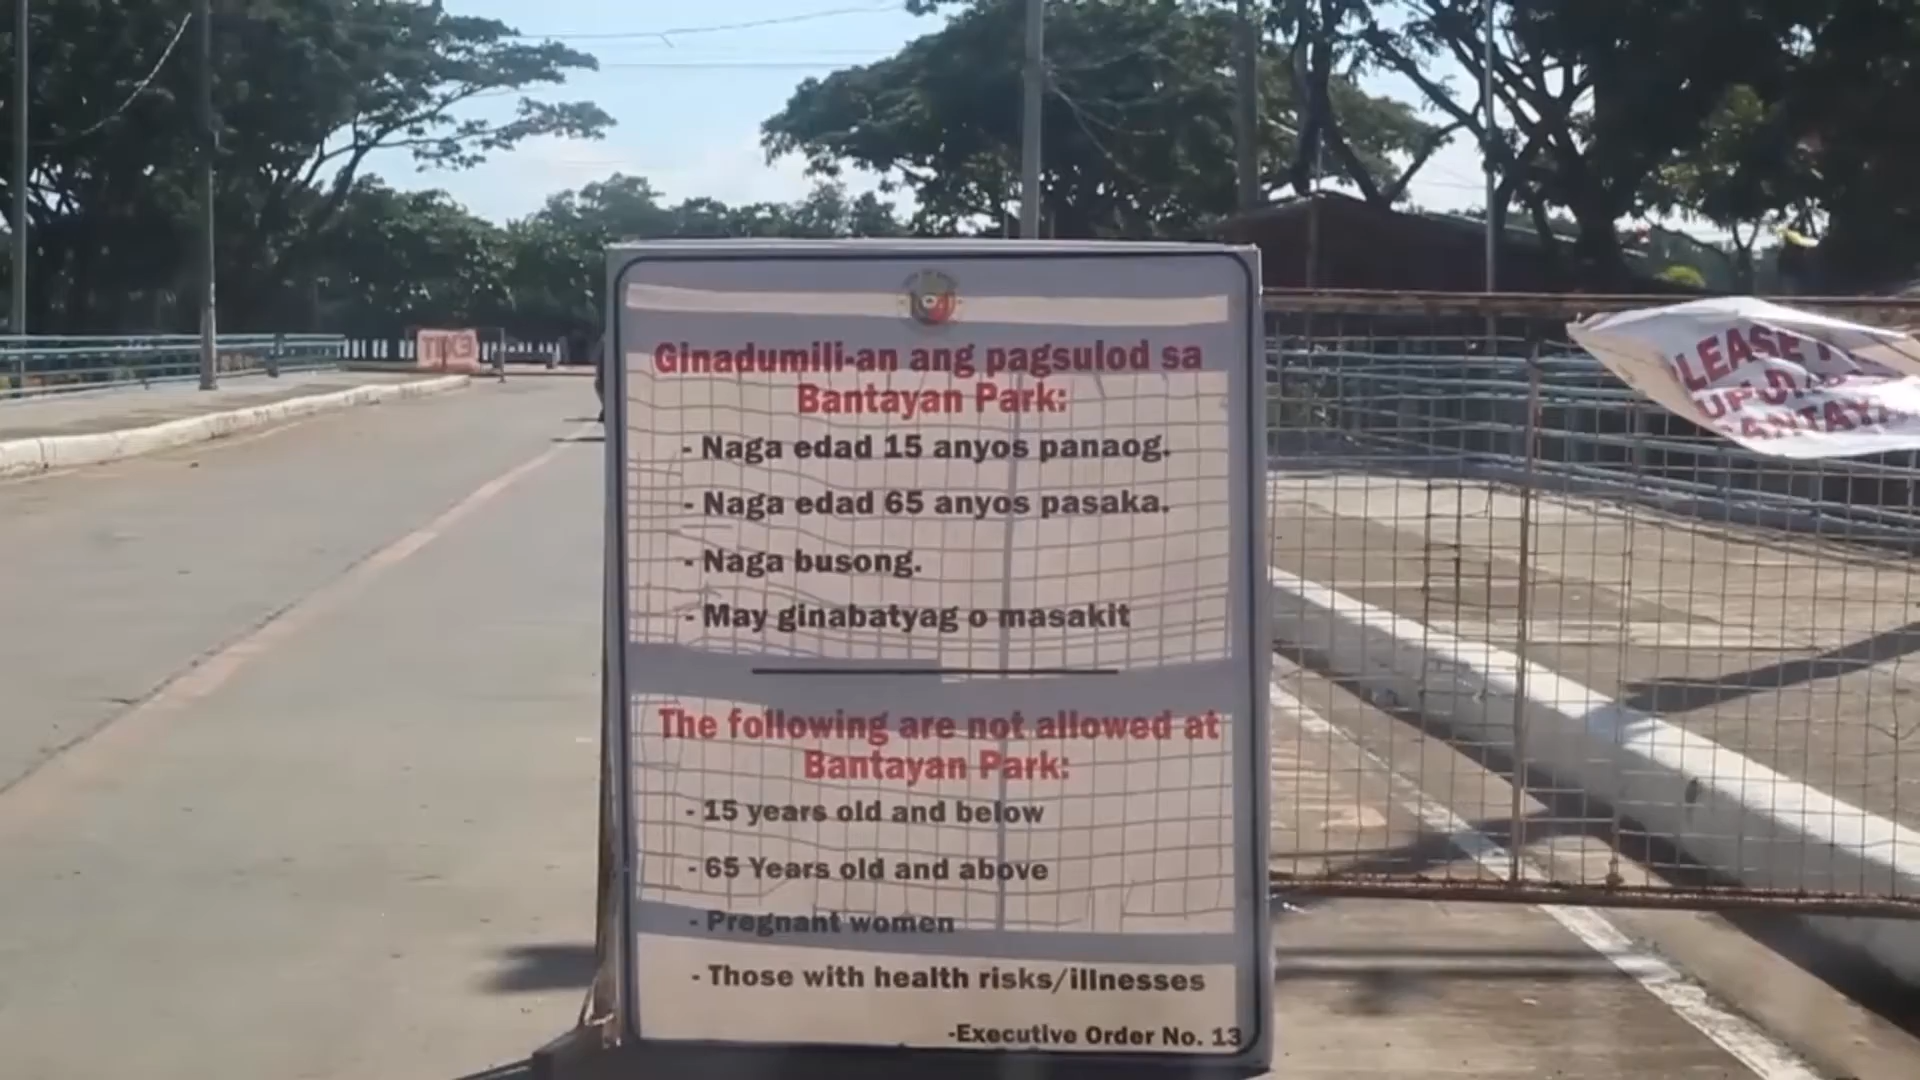 Ginadumili-an ang pagsulod sa
Bantayan Park:
- Naga edad 15 anyos panaog.
- Naga edad 65 anyos pasaka.
- Naga busong.
- May ginabatyag o masakit
The following are not allowed at
Bantayan Park:
- 15 years old and below
- 65 Years old and above
- Pregnant women
- Those with health risks/illnesses
-Executive Order No. 13